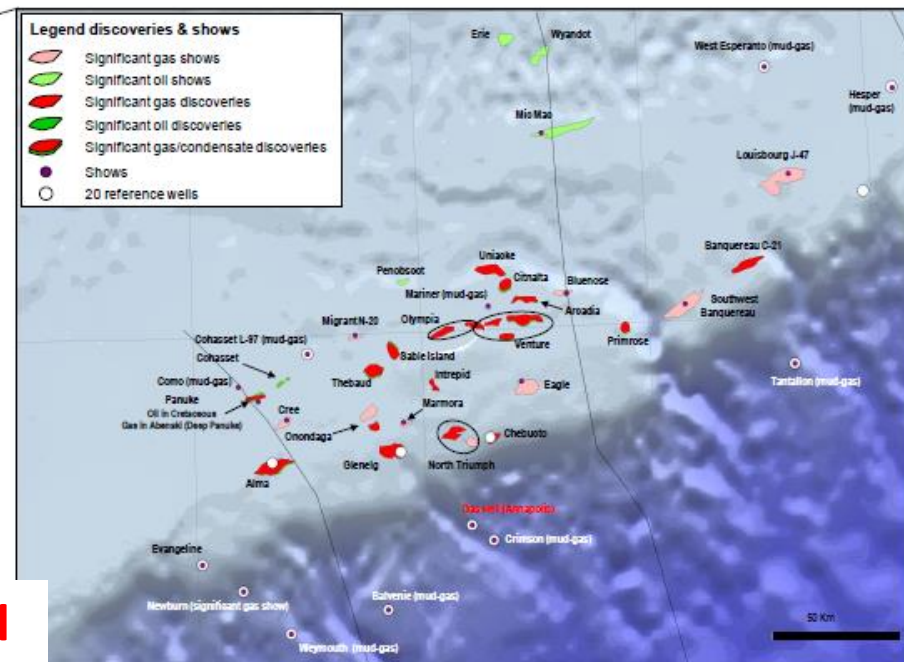 Legend discoveries & shows
Significant gas shows
Significant oil shows
Significant gas discoveries
Significant oil discoveries
Significant gas/condensate discoveries
Shows
20 reference wells
Erie
Wyandot
West Esperanto (mud-gas)
Hesper
(mud-gas)
Mic Mac
Louisbourg J-47
Banquereau C-21
Uniacke
Citnalta
Penobscot
Bluenose
Mariner (mud-gas)
Arcadia
Southwest
Banquereau
Migrant N-20
Olympia
Cohasset L-97 (mud-gas)
Venture
Primrose
Cohasset
Sable Island
Como (mud-gas)
Thebaud
Intrepid
Eagle
Tantallon (mud-gas)
Panuke
Oil in Cretaceous
Gas in Abenaki (Deep Panuke)
Cree
Marmora
Onondaga
Chebucto
Glenelg
North Triumph
Alma
(Annapolis)
Crimson (mud-gas)
Evangeline
Newburn (significant gas show)
Balvenie (mud-gas)
Weymouth (mud-gas)
50 Km